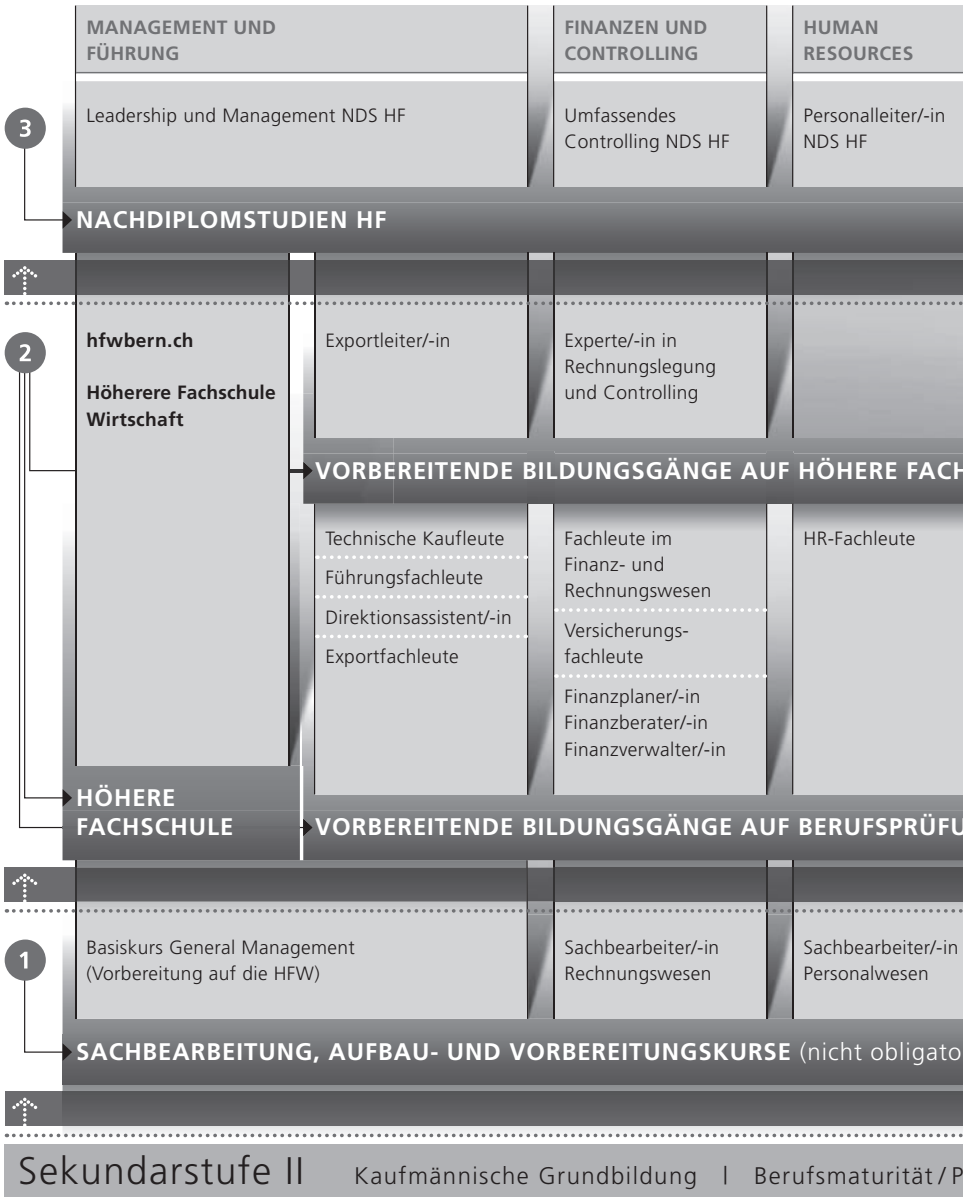 MANAGEMENT UND
FÜHRUNG
FINANZEN UND
CONTROLLING
HUMAN
RESOURCES
3
Leadership und Management NDS HF
Umfassendes
Controlling NDS HF
Personalleiter/-in
NDS HF
NACHDIPLOMSTUDIEN HF
2
hfwbern.ch
Höherere Fachschule
Wirtschaft
Exportleiter/-in
Experte/-in in
Rechnungslegung
und Controlling
VORBEREITENDE BILDUNGSGÄNGE AUF HÖHERE FACH
Technische Kaufleute
Führungsfachleute
Direktionsassistent/-in
Exportfachleute
Fachleute im
Finanz- und
Rechnungswesen
Versicherungs-
fachleute
Finanzplaner/-in
Finanzberater/-in
Finanzverwalter/-in
HR-Fachleute
HÖHERE
FACHSCHULE
VORBEREITENDE BILDUNGSGÄNGE AUF BERUFSPRÜFU
1
Basiskurs General Management
(Vorbereitung auf die HFW)
Sachbearbeiter/-in
Rechnungswesen
Sachbearbeiter/-in
Personalwesen
SACHBEARBEITUNG, AUFBAU- UND VORBEREITUNGSKURSE (nicht obligato
Sekundarstufe II Kaufmännische Grundbildung | Berufsmaturität/P